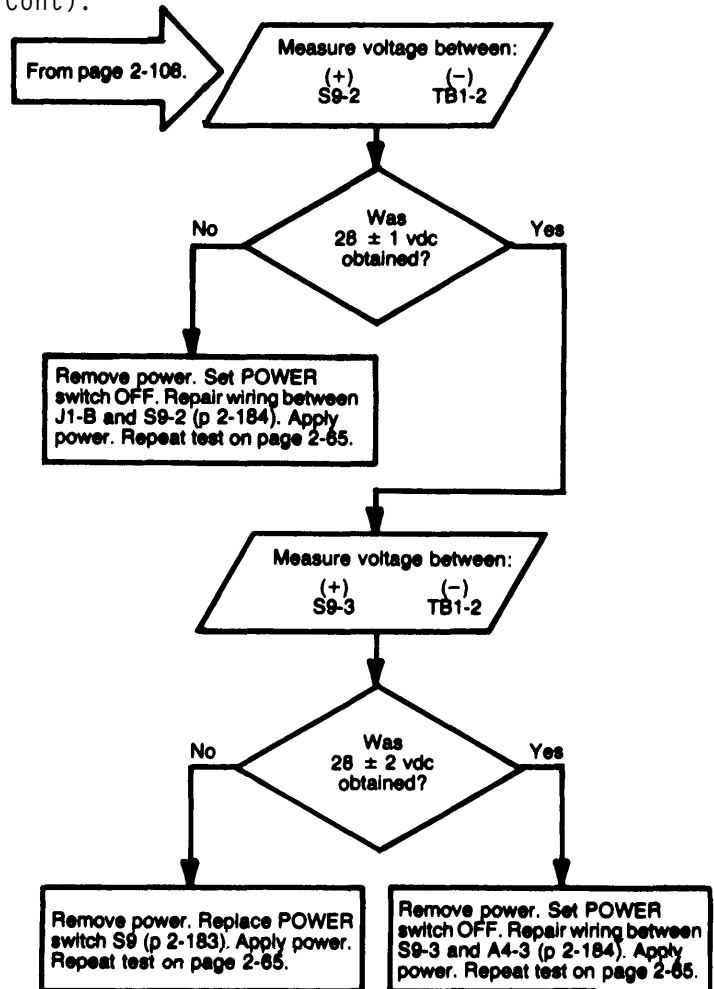 Cont).
From page 2-108.
Measure voltage between:
(+) (−)
S9-2 TB1-2
Was
28 ± 1 vdc
obtained?
No
Yes
Remove power. Set POWER
switch OFF. Repair wiring between
J1-B and S9-2 (p 2-184). Apply
power. Repeat test on page 2-65.
Measure voltage between:
(+) (−)
S9-3 TB1-2
Was
28 ± 2 vdc
obtained?
No
Yes
Remove power. Replace POWER
switch S9 (p 2-183). Apply power.
Repeat test on page 2-65.
Remove power. Set POWER
switch OFF. Repair wiring between
S9-3 and A4-3 (p 2-184). Apply
power. Repeat test on page 2-65.